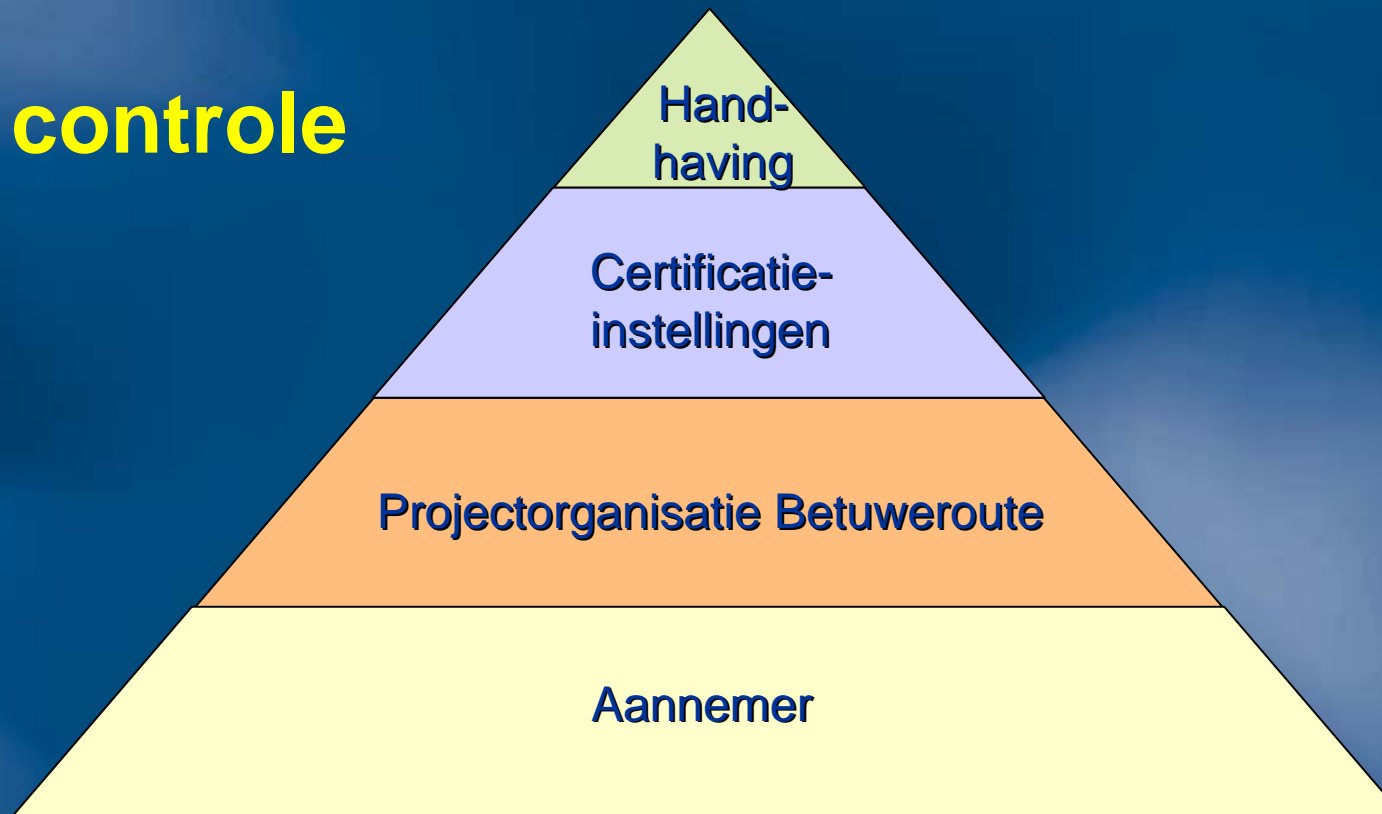 controle
Hand-
having
Certificatie-
instellingen
Projectorganisatie Betuweroute
Aannemer